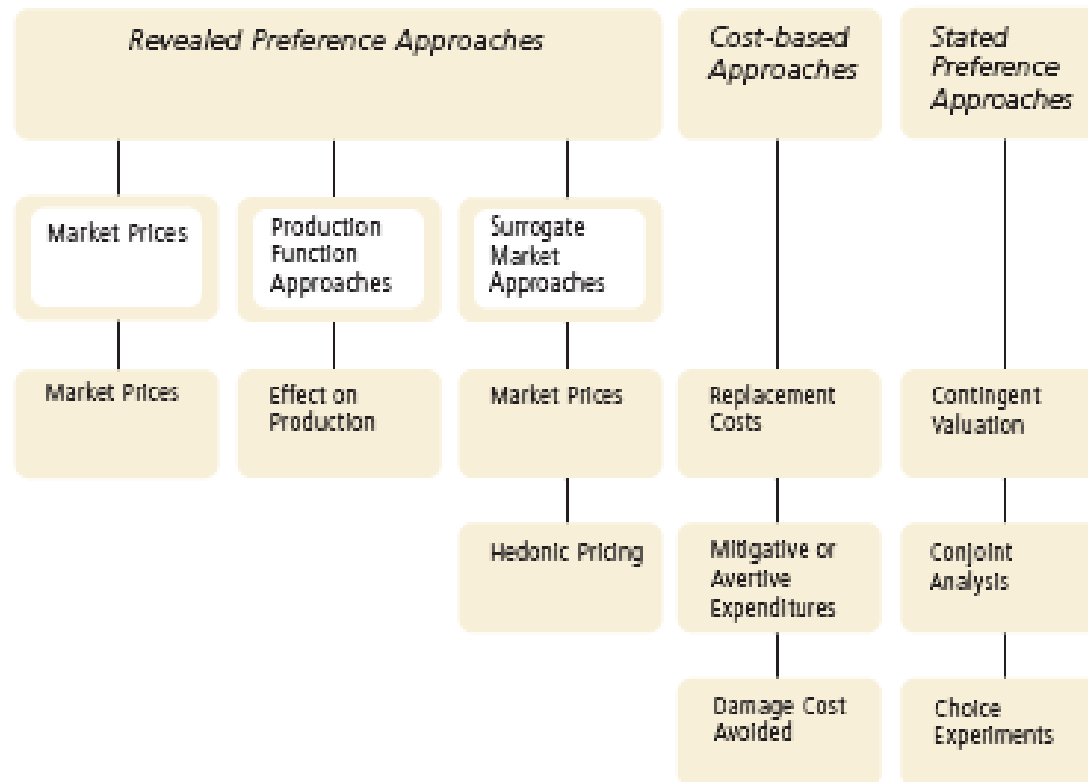 Revealed Preference Approaches
Cost-based
Approaches
Stated
Preference
Approaches
Market Prices
Production
Function
Approaches
Surrogate
Market
Approaches
Market Prices
Effect on
Production
Market Prices
Replacement
Costs
Contingent
Valuation
Hedonic Pricing
Mitigative or
Avertive
Expenditures
Conjoint
Analysis
Damage Cost
Avoided
Choice
Experiments